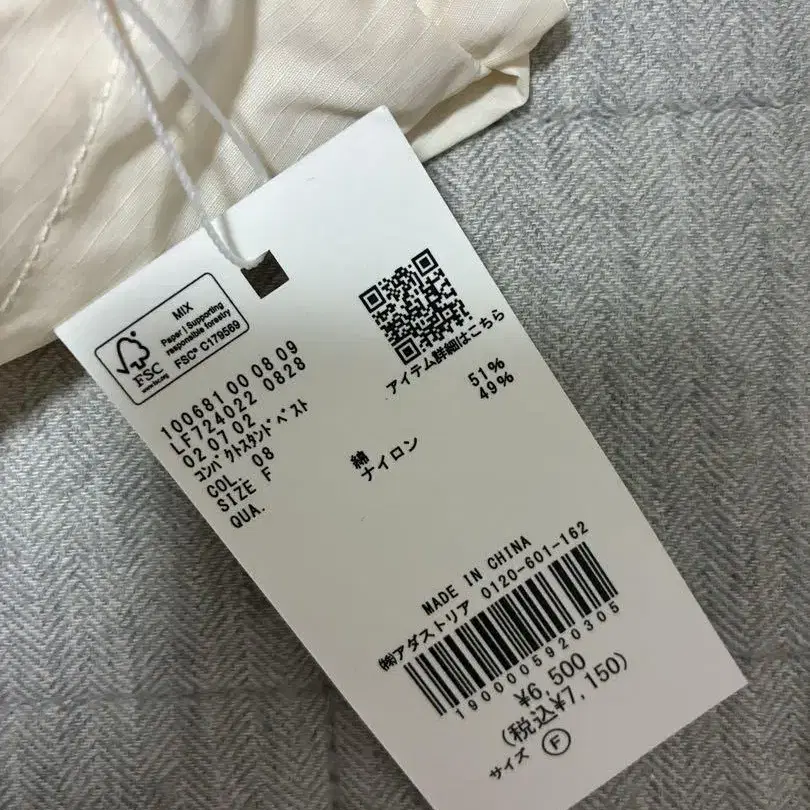 MIX
Paper | Supporting
responsible forestry
FSC® C179569
FSC
www.fsc.org
アイテム詳細はこちら
100681 00 08 09
LF724022 0828
02 07 02
コンパクトスタンドベスト
COL. 08
SIZE F
QUA.
綿 51%
ナイロン 49%
MADE IN CHINA
㈱アダストリア 0120-601-162
1900005920305
¥6,500
(税込¥7,150)
サイズ Ⓕ